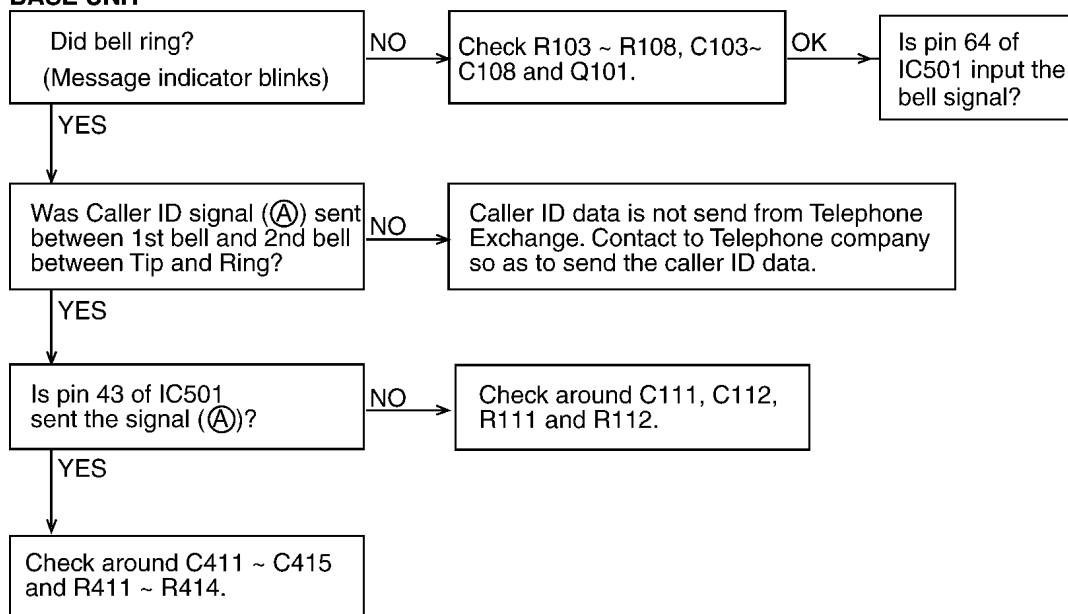 BASE UNIT
Did bell ring?
(Message indicator blinks)
NO
Check R103 ~ R108, C103~
C108 and Q101.
OK
Is pin 64 of
IC501 input the
bell signal?
YES
Was Caller ID signal (Ⓐ) sent
between 1st bell and 2nd bell
between Tip and Ring?
NO
Caller ID data is not send from Telephone
Exchange. Contact to Telephone company
so as to send the caller ID data.
YES
Is pin 43 of IC501
sent the signal (Ⓐ)?
NO
Check around C111, C112,
R111 and R112.
YES
Check around C411 ~ C415
and R411 ~ R414.